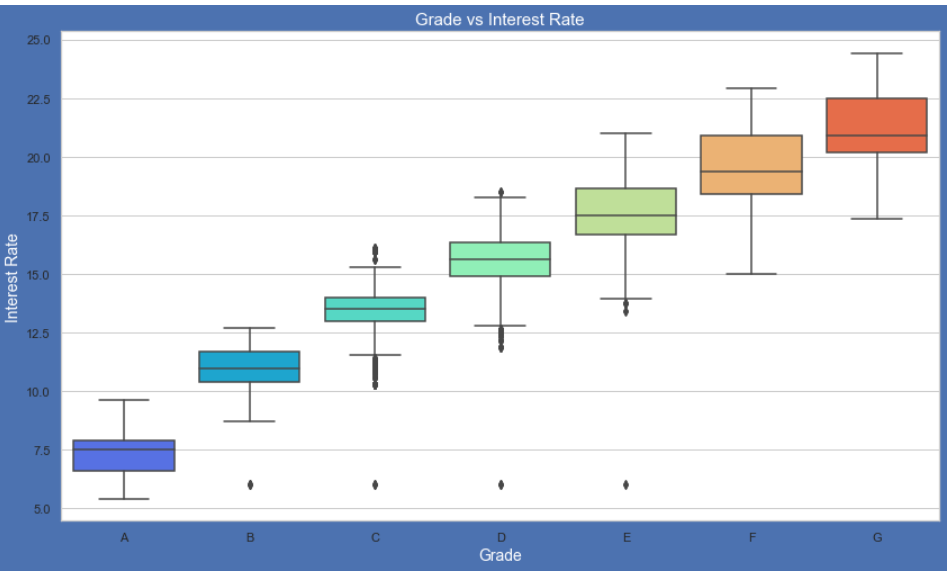 Grade vs Interest Rate
25.0
22.5
20.0
17.5
15.0
12.5
10.0
7.5
5.0
Interest Rate
A B C D E F G
Grade